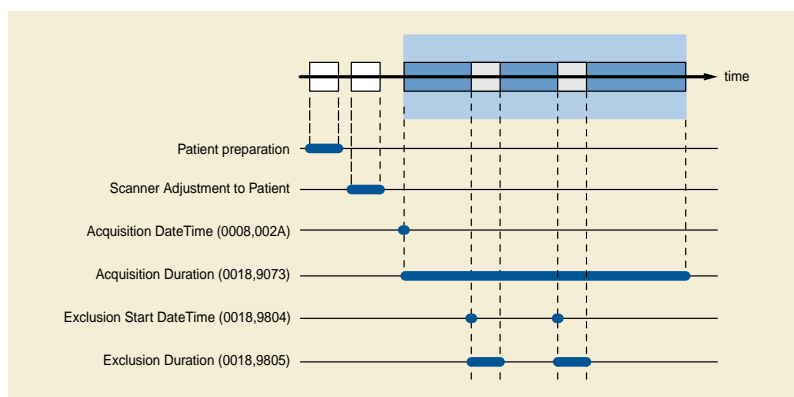 time
Patient preparation
Scanner Adjustment to Patient
Acquisition DateTime (0008,002A)
Acquisition Duration (0018,9073)
Exclusion Start DateTime (0018,9804)
Exclusion Duration (0018,9805)